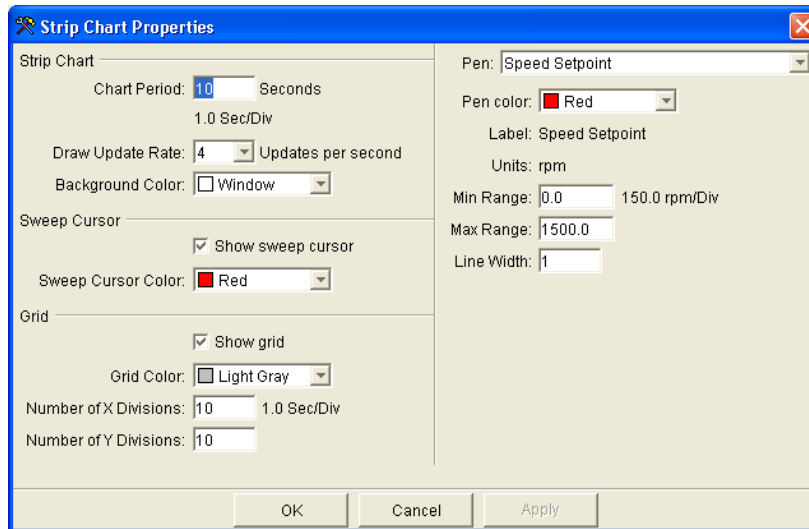 Strip Chart Properties
Strip Chart
Chart Period: 10 Seconds
1.0 Sec/Div
Draw Update Rate: 4 Updates per second
Background Color: Window
Sweep Cursor
Show sweep cursor
Sweep Cursor Color: Red
Grid
Show grid
Grid Color: Light Gray
Number of X Divisions: 10 1.0 Sec/Div
Number of Y Divisions: 10
Pen: Speed Setpoint
Pen color: Red
Label: Speed Setpoint
Units: rpm
Min Range: 0.0 150.0 rpm/Div
Max Range: 1500.0
Line Width: 1
OK Cancel Apply